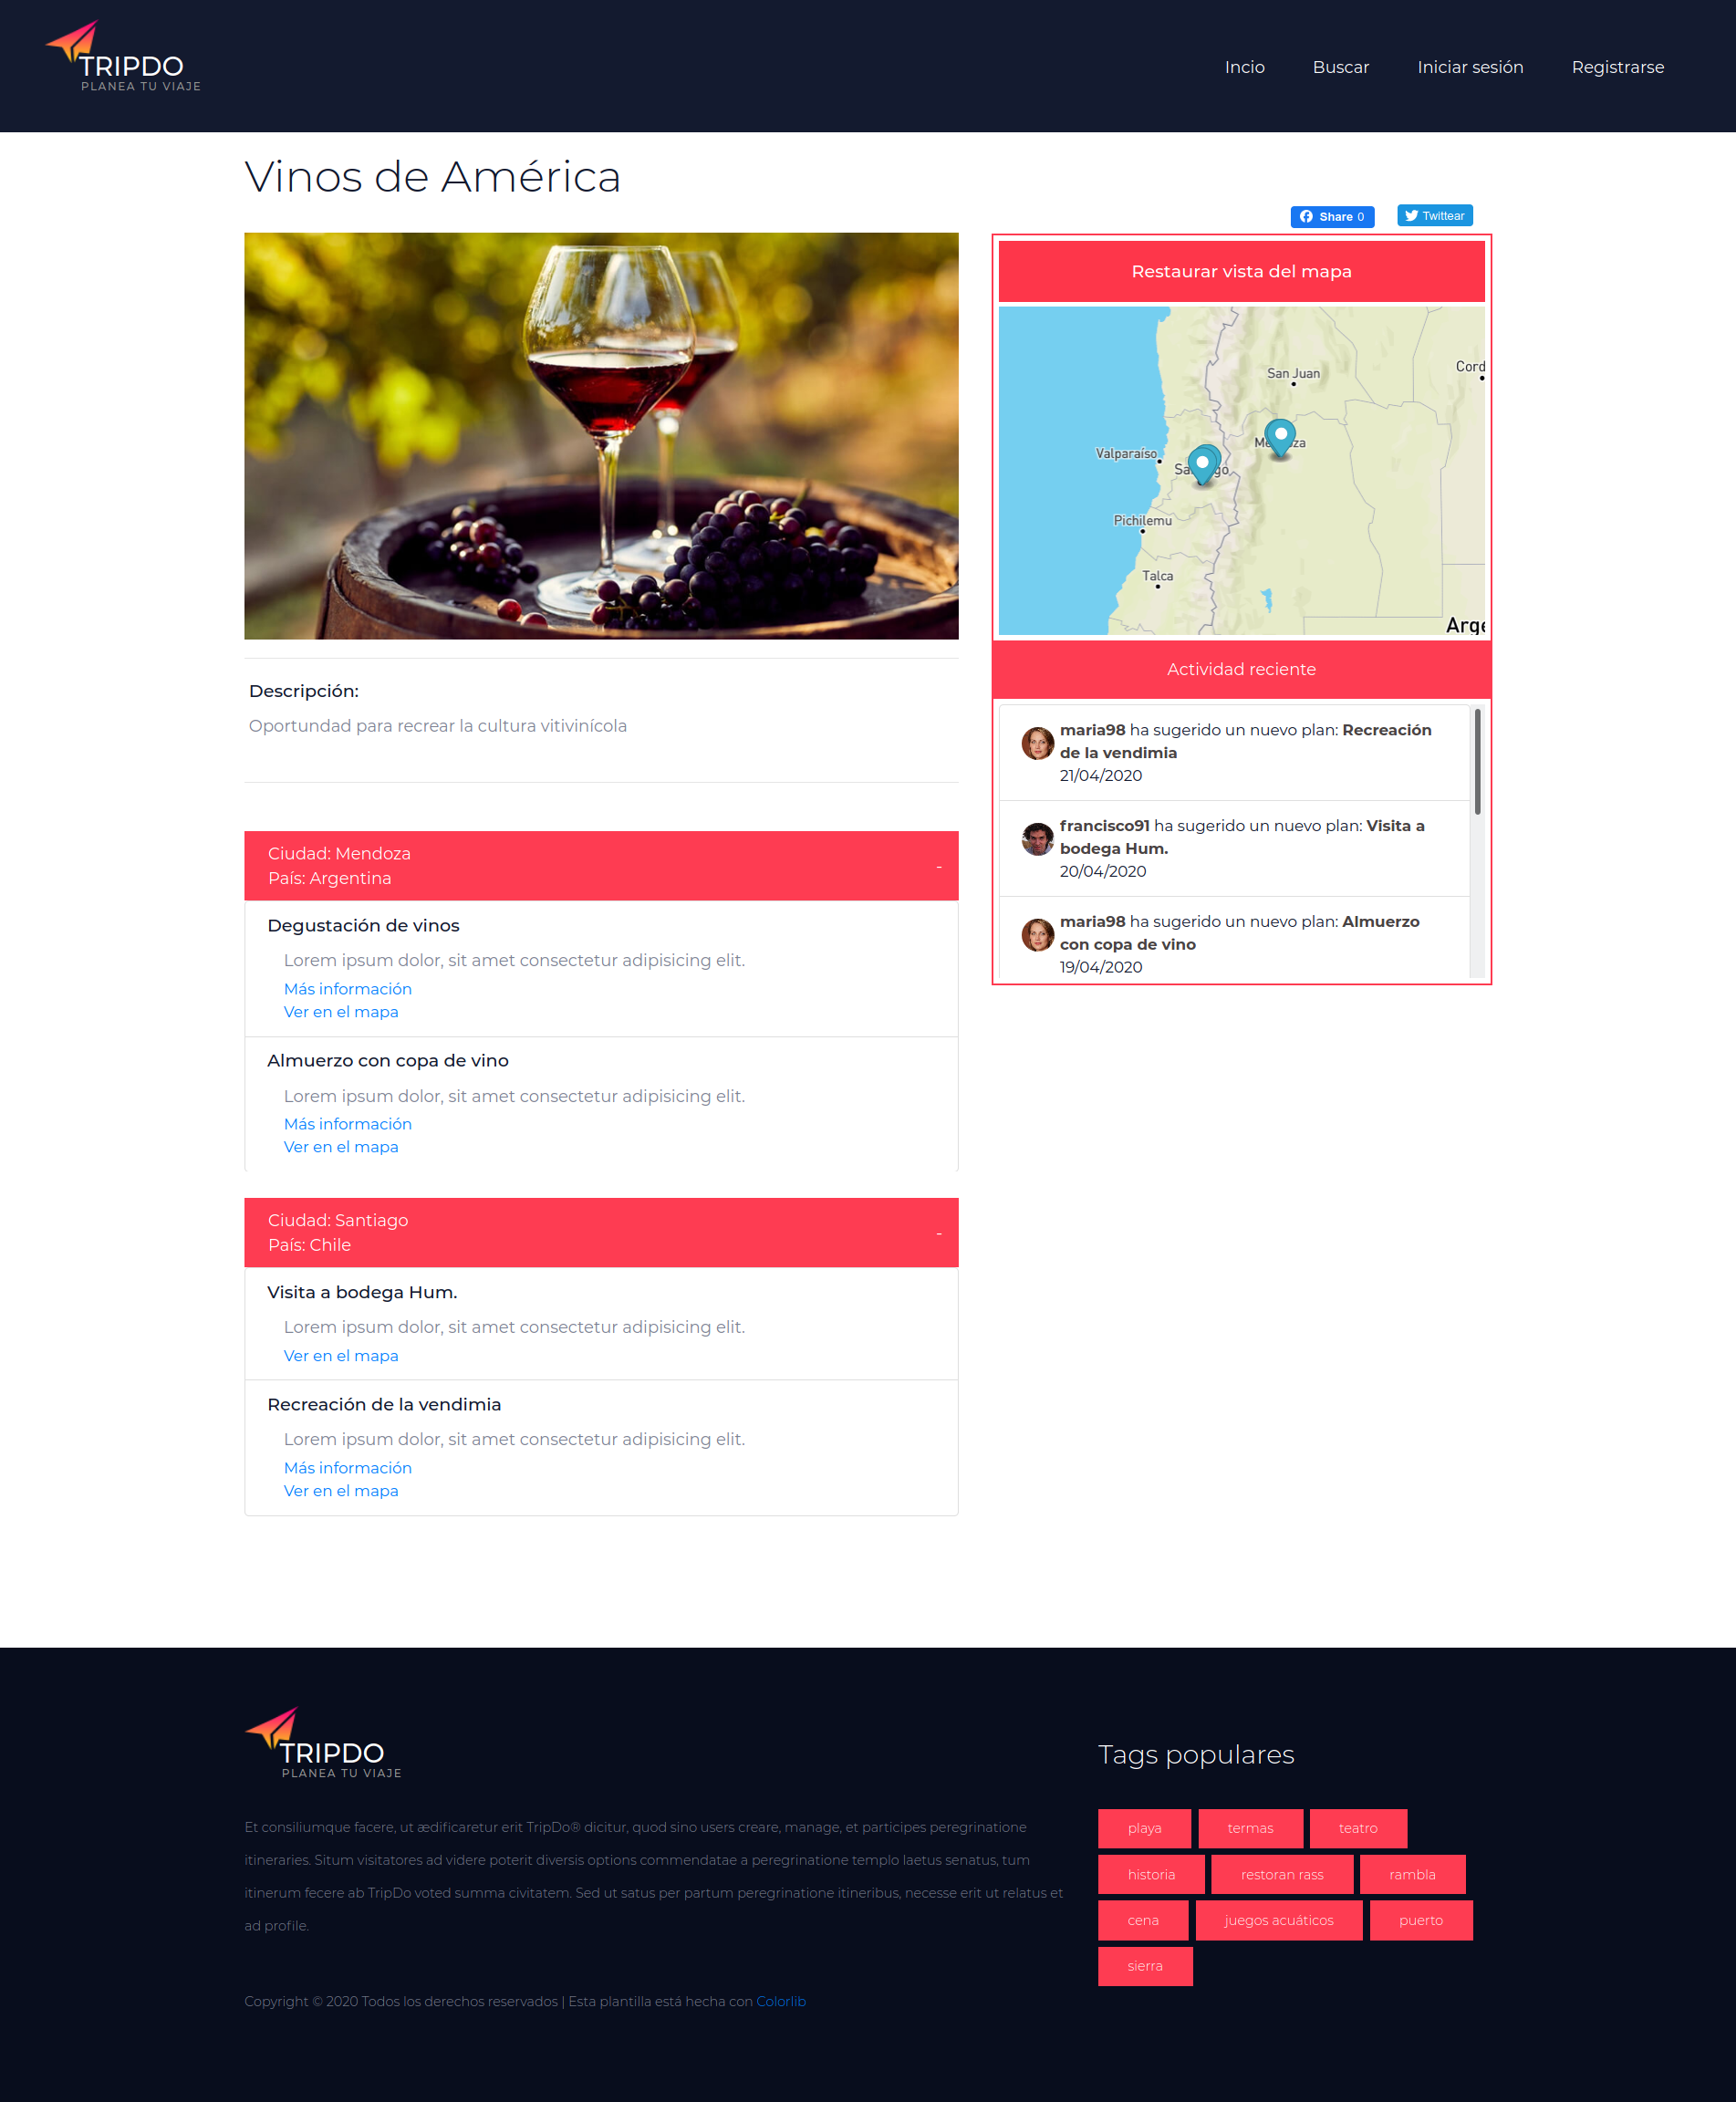 TRIPDO
PLANEA TU VIAJE
Incio Buscar Iniciar sesión Registrarse
Vinos de América
Share 0 Twittear
Restaurar vista del mapa
San Juan
Cord
Valparaíso
Pichilemu
Talca
Arge
Descripción:
Oportundad para recrear la cultura vitivinícola
Ciudad: Mendoza
País: Argentina
-
Degustación de vinos
Lorem ipsum dolor, sit amet consectetur adipisicing elit.
Más información
Ver en el mapa
Almuerzo con copa de vino
Lorem ipsum dolor, sit amet consectetur adipisicing elit.
Más información
Ver en el mapa
Ciudad: Santiago
País: Chile
-
Visita a bodega Hum.
Lorem ipsum dolor, sit amet consectetur adipisicing elit.
Ver en el mapa
Recreación de la vendimia
Lorem ipsum dolor, sit amet consectetur adipisicing elit.
Más información
Ver en el mapa
Actividad reciente
maria98 ha sugerido un nuevo plan: Recreación
de la vendimia
21/04/2020
francisco91 ha sugerido un nuevo plan: Visita a
bodega Hum.
20/04/2020
maria98 ha sugerido un nuevo plan: Almuerzo
con copa de vino
19/04/2020
TRIPDO
PLANEA TU VIAJE
Et consiliumque facere, ut ædificaretur erit TripDo® dicitur, quod sino users creare, manage, et participes peregrinatione
itineraries. Situm visitatores ad videre poterit diversis options commendatae a peregrinatione templo laetus senatus, tum
itinerum fecere ab TripDo voted summa civitatem. Sed ut satus per partum peregrinatione itineribus, necesse erit ut relatus et
ad profile.
Copyright © 2020 Todos los derechos reservados | Esta plantilla está hecha con Colorlib
Tags populares
playa termas teatro
historia restoran rass rambla
cena juegos acuáticos puerto
sierra